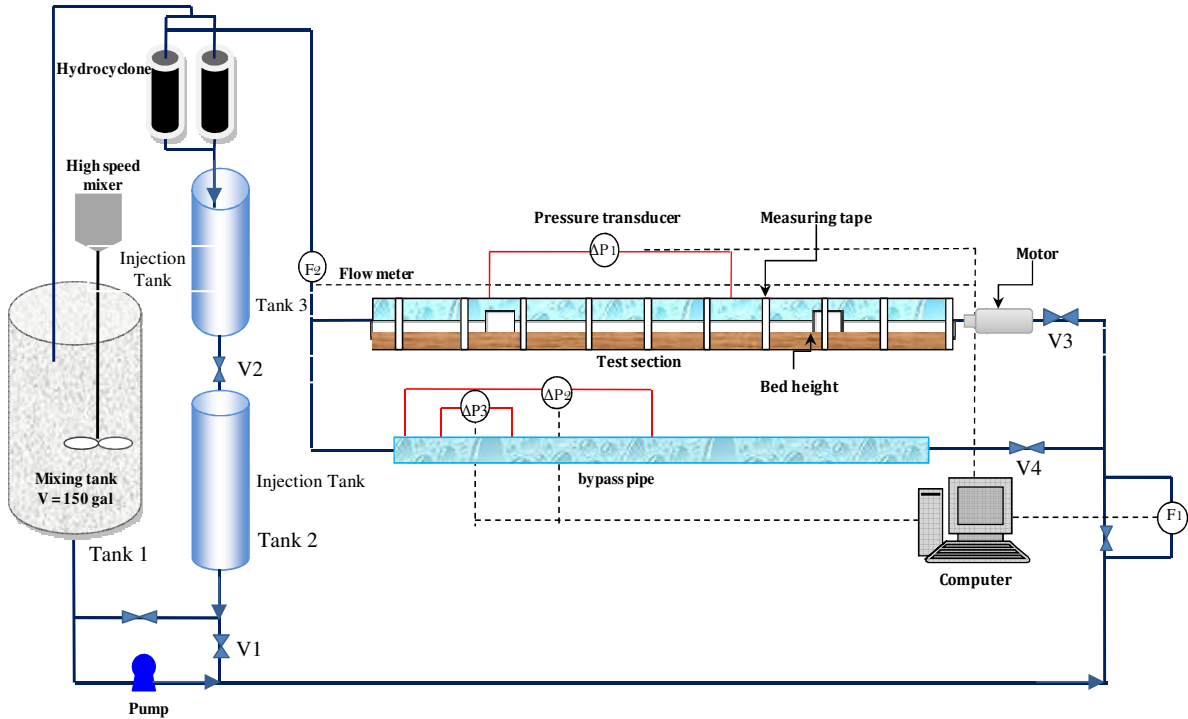 Hydrocyclone
High speed
mixer
Injection
Tank
Tank 3
F2
Flow meter
Pressure transducer
ΔP1
Measuring tape
Motor
V3
Test section
Bed height
V2
ΔP3
ΔP2
V4
bypass pipe
Mixing tank
V = 150 gal
Tank 1
Injection Tank
Tank 2
F1
Computer
V1
Pump